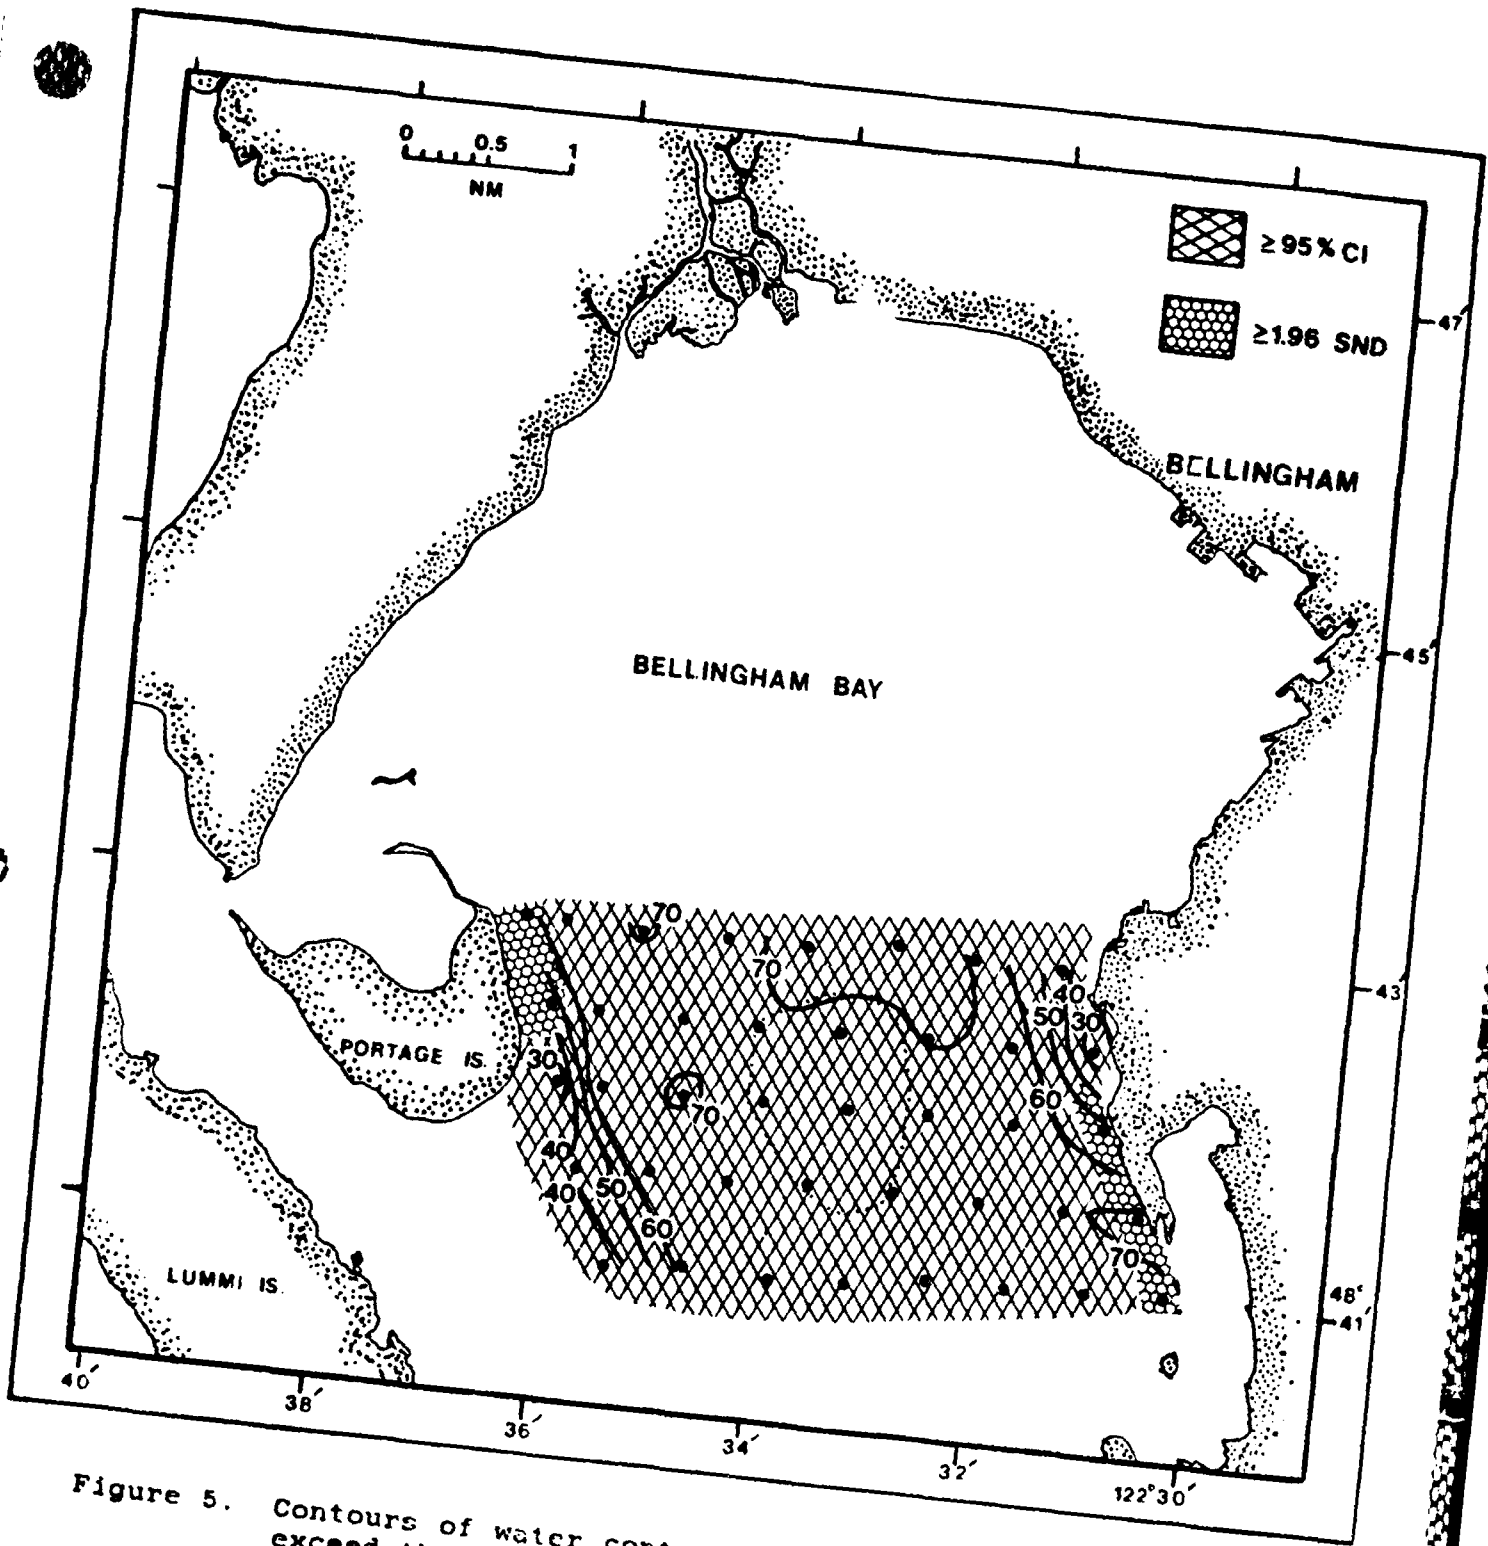 0 0.5 1
NM
≥95% CI
≥1.96 SND
47′
BELLINGHAM
45′
BELLINGHAM BAY
70
70
40
50 30
43
PORTAGE IS.
30
60
70
40
40 50
60
70
LUMMI IS.
48°
41′
40′
38′
36′
34′
32′
122°30′
Figure 5. Contours of water
exceed